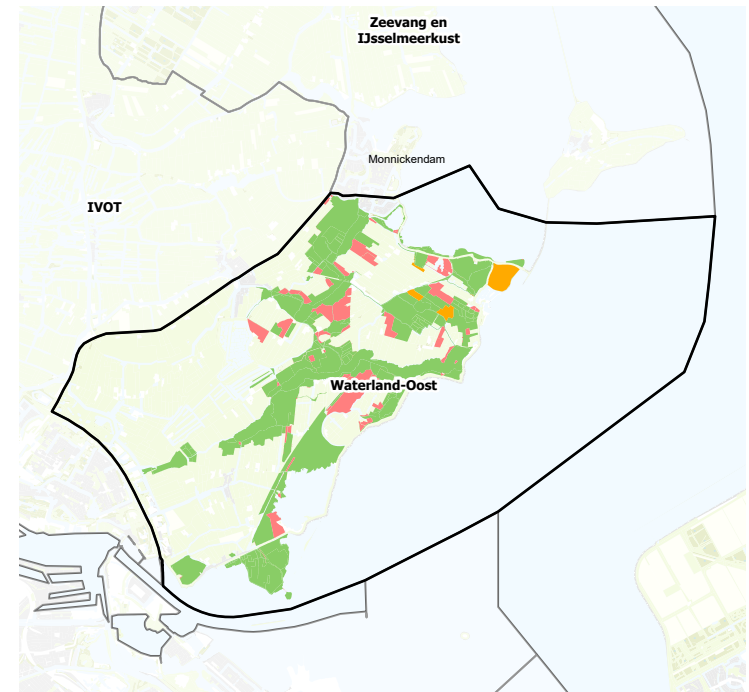 Zeevang en
IJsselmeerkust
Monnickendam
IVOT
Waterland-Oost